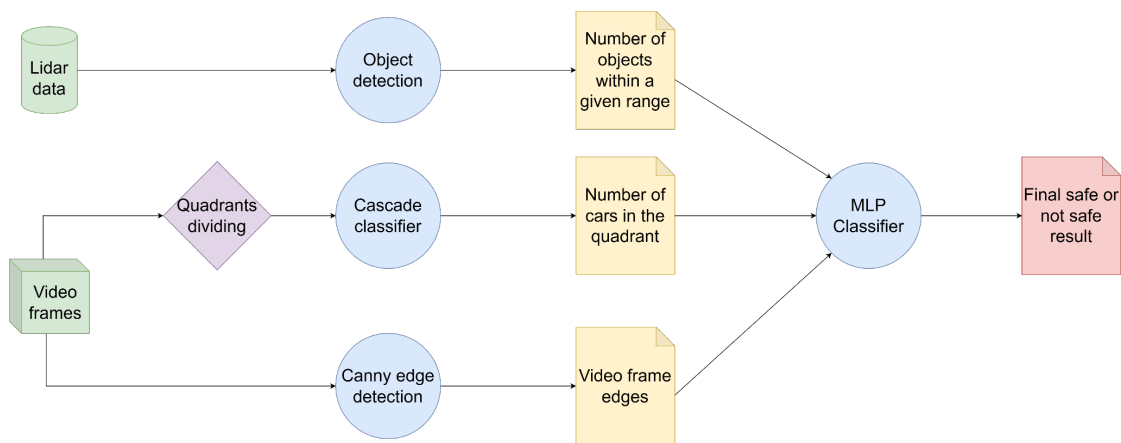 Lidar
data
Object
detection
Number of
objects
within a
given range
Quadrants
dividing
Cascade
classifier
Number of
cars in the
quadrant
MLP
Classifier
Final safe or
not safe
result
Video
frames
Canny edge
detection
Video frame
edges